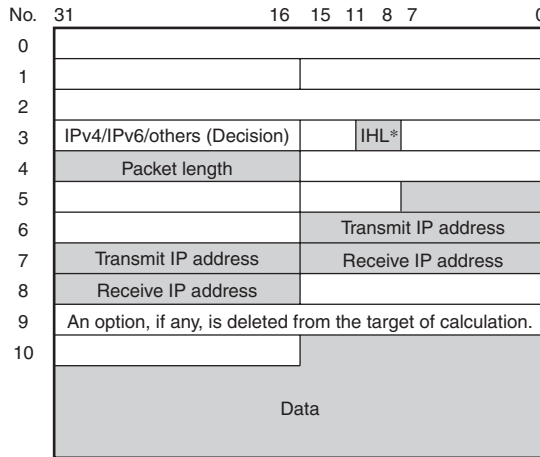 No. 31 16 15 11 8 7 0
0
1
2
3 IPv4/IPv6/others (Decision) IHL*
4 Packet length
5
6 Transmit IP address
7 Transmit IP address Receive IP address
8 Receive IP address
9 An option, if any, is deleted from the target of calculation.
10
Data